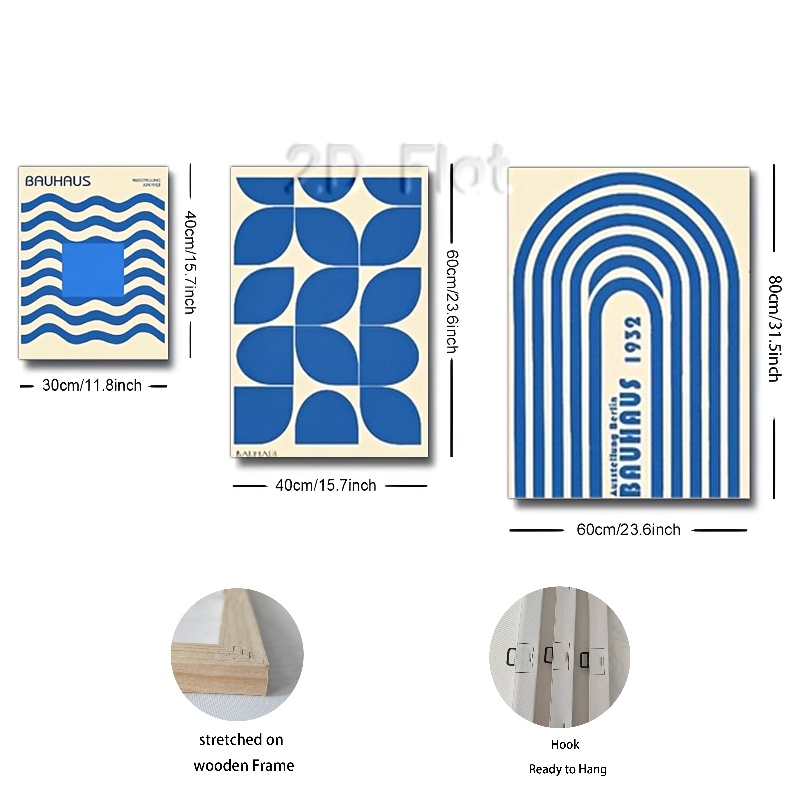 2D Flat
BAUHAUS
AUSSTELLUNG
JUNI 1923
40cm/15.7inch
30cm/11.8inch
BAUHAUS
60cm/23.6inch
40cm/15.7inch
Ausstellung Berlin
BAUHAUS 1932
80cm/31.5inch
60cm/23.6inch
stretched on
wooden Frame
Hook
Ready to Hang